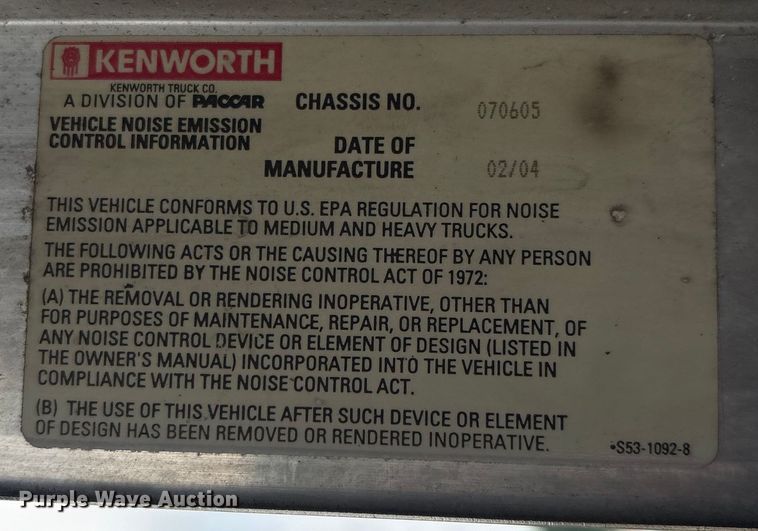 KENWORTH
KENWORTH TRUCK CO.
A DIVISION OF PACCAR
VEHICLE NOISE EMISSION
CONTROL INFORMATION
CHASSIS NO. 070605
DATE OF
MANUFACTURE 02/04
THIS VEHICLE CONFORMS TO U.S. EPA REGULATION FOR NOISE
EMISSION APPLICABLE TO MEDIUM AND HEAVY TRUCKS.
THE FOLLOWING ACTS OR THE CAUSING THEREOF BY ANY PERSON
ARE PROHIBITED BY THE NOISE CONTROL ACT OF 1972:
(A) THE REMOVAL OR RENDERING INOPERATIVE, OTHER THAN
FOR PURPOSES OF MAINTENANCE, REPAIR, OR REPLACEMENT, OF
ANY NOISE CONTROL DEVICE OR ELEMENT OF DESIGN (LISTED IN
THE OWNER'S MANUAL) INCORPORATED INTO THE VEHICLE IN
COMPLIANCE WITH THE NOISE CONTROL ACT.
(B) THE USE OF THIS VEHICLE AFTER SUCH DEVICE OR ELEMENT
OF DESIGN HAS BEEN REMOVED OR RENDERED INOPERATIVE.
•S53-1092-8
Purple Wave Auction